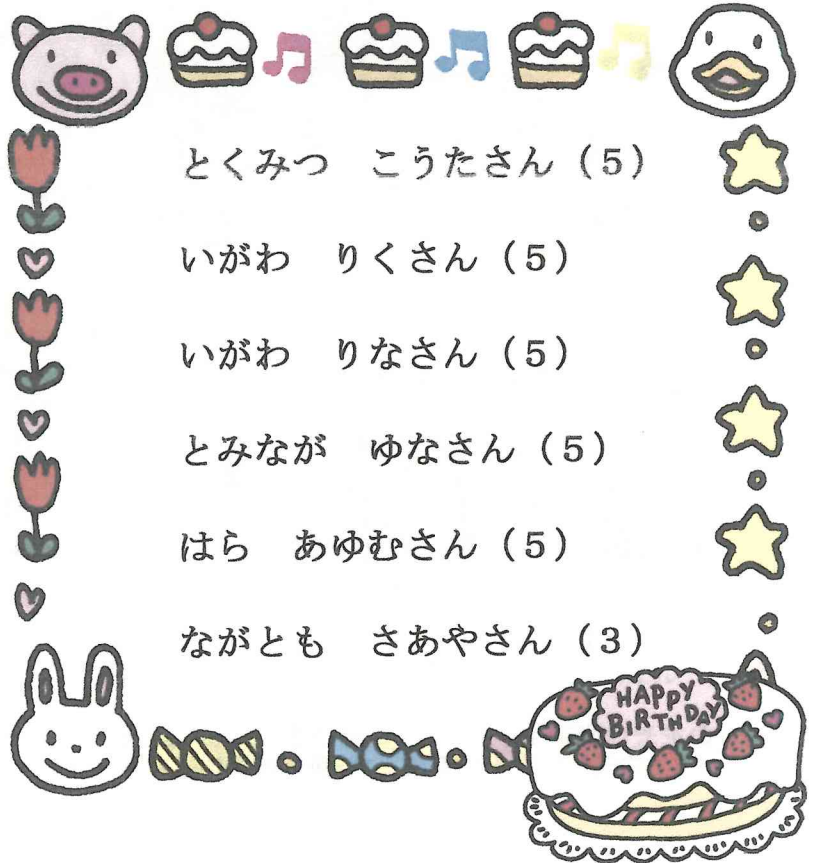 とくみつ　こうたさん（5）
いがわ　りくさん（5）
いがわ　りなさん（5）
とみなが　ゆなさん（5）
はら　あゆむさん（5）
ながとも　さあやさん（3）
HAPPY
BIRTHDAY